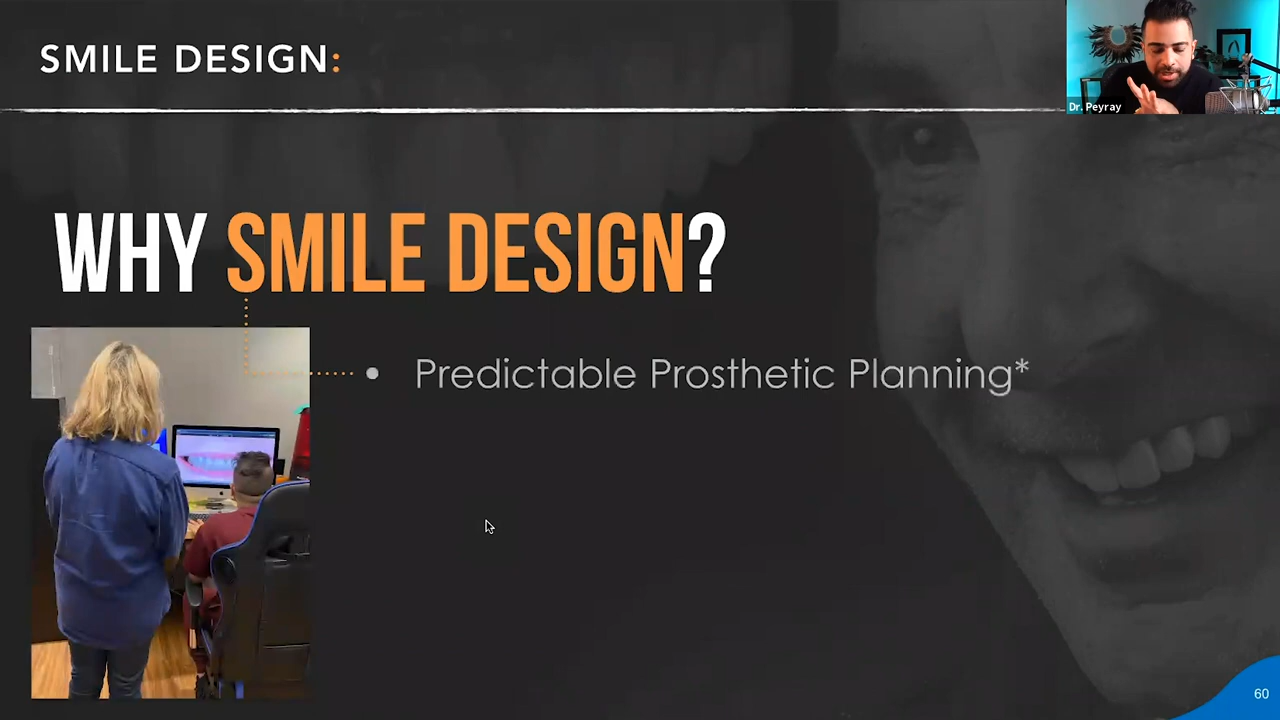 SMILE DESIGN:
Dr. Peyray
WHY SMILE DESIGN?
• Predictable Prosthetic Planning*
60